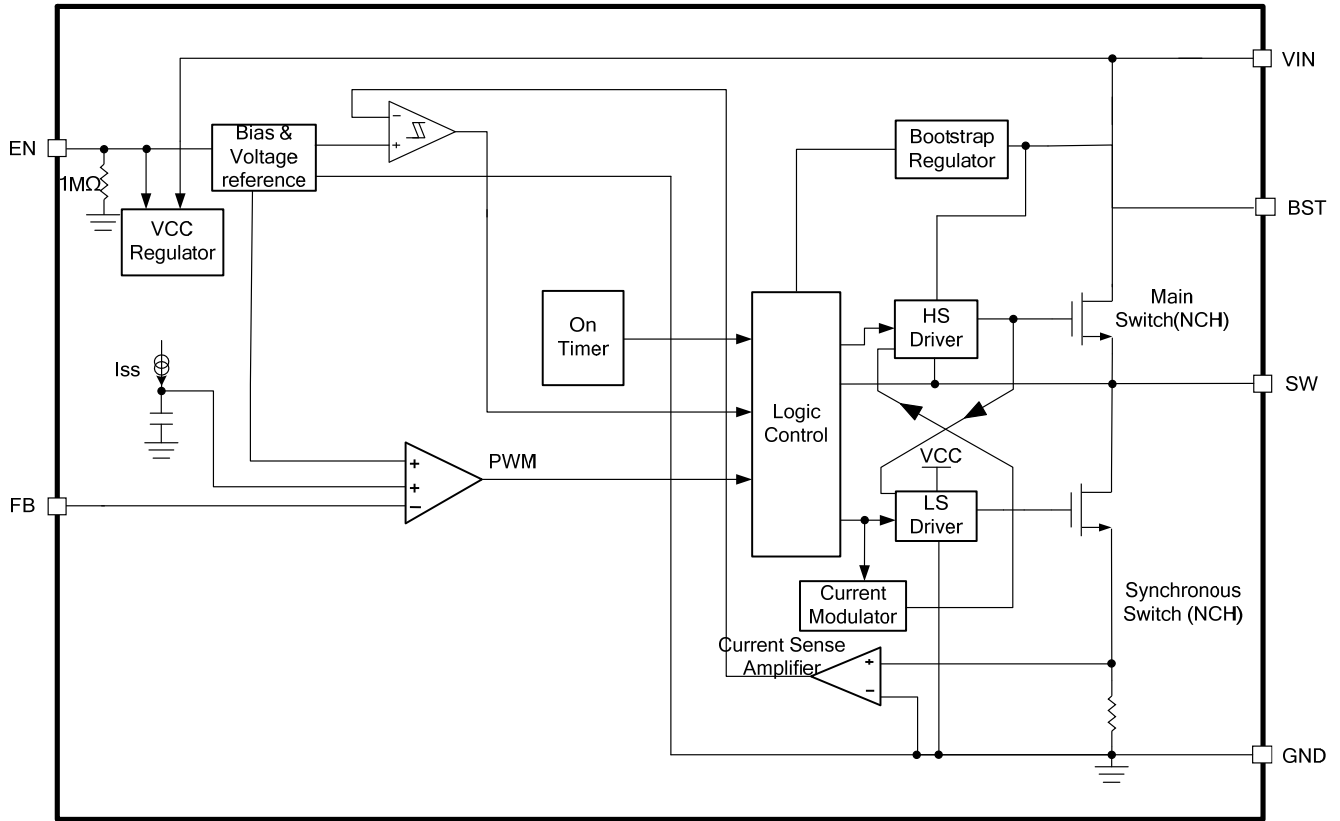 VIN
EN
1MΩ
Bias &
Voltage
reference
-
+
Bootstrap
Regulator
VCC
Regulator
BST
On
Timer
HS
Driver
Main
Switch(NCH)
Iss
SW
Logic
Control
VCC
+
+
-
PWM
FB
LS
Driver
Current
Modulator
Synchronous
Switch (NCH)
Current Sense
Amplifier
+
-
GND